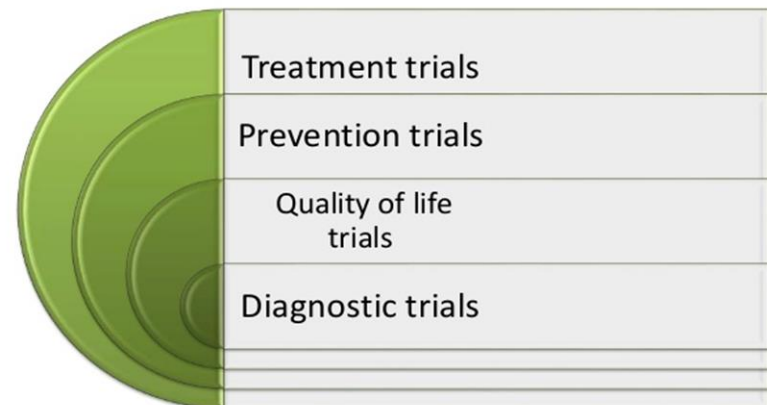 Treatment trials
Prevention trials
Quality of life
trials
Diagnostic trials